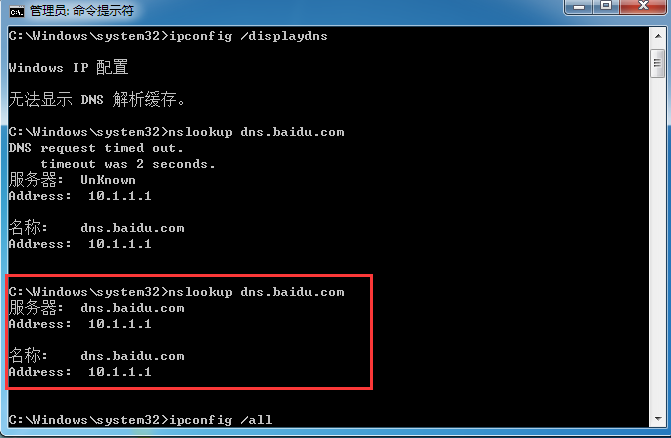 管理员: 命令提示符
C:\Windows\system32>ipconfig /displaydns
Windows IP 配置
无法显示 DNS 解析缓存。
C:\Windows\system32>nslookup dns.baidu.com
DNS request timed out.
    timeout was 2 seconds.
服务器:  UnKnown
Address:  10.1.1.1
名称:    dns.baidu.com
Address:  10.1.1.1
C:\Windows\system32>nslookup dns.baidu.com
服务器:  dns.baidu.com
Address:  10.1.1.1
名称:    dns.baidu.com
Address:  10.1.1.1
C:\Windows\system32>ipconfig /all